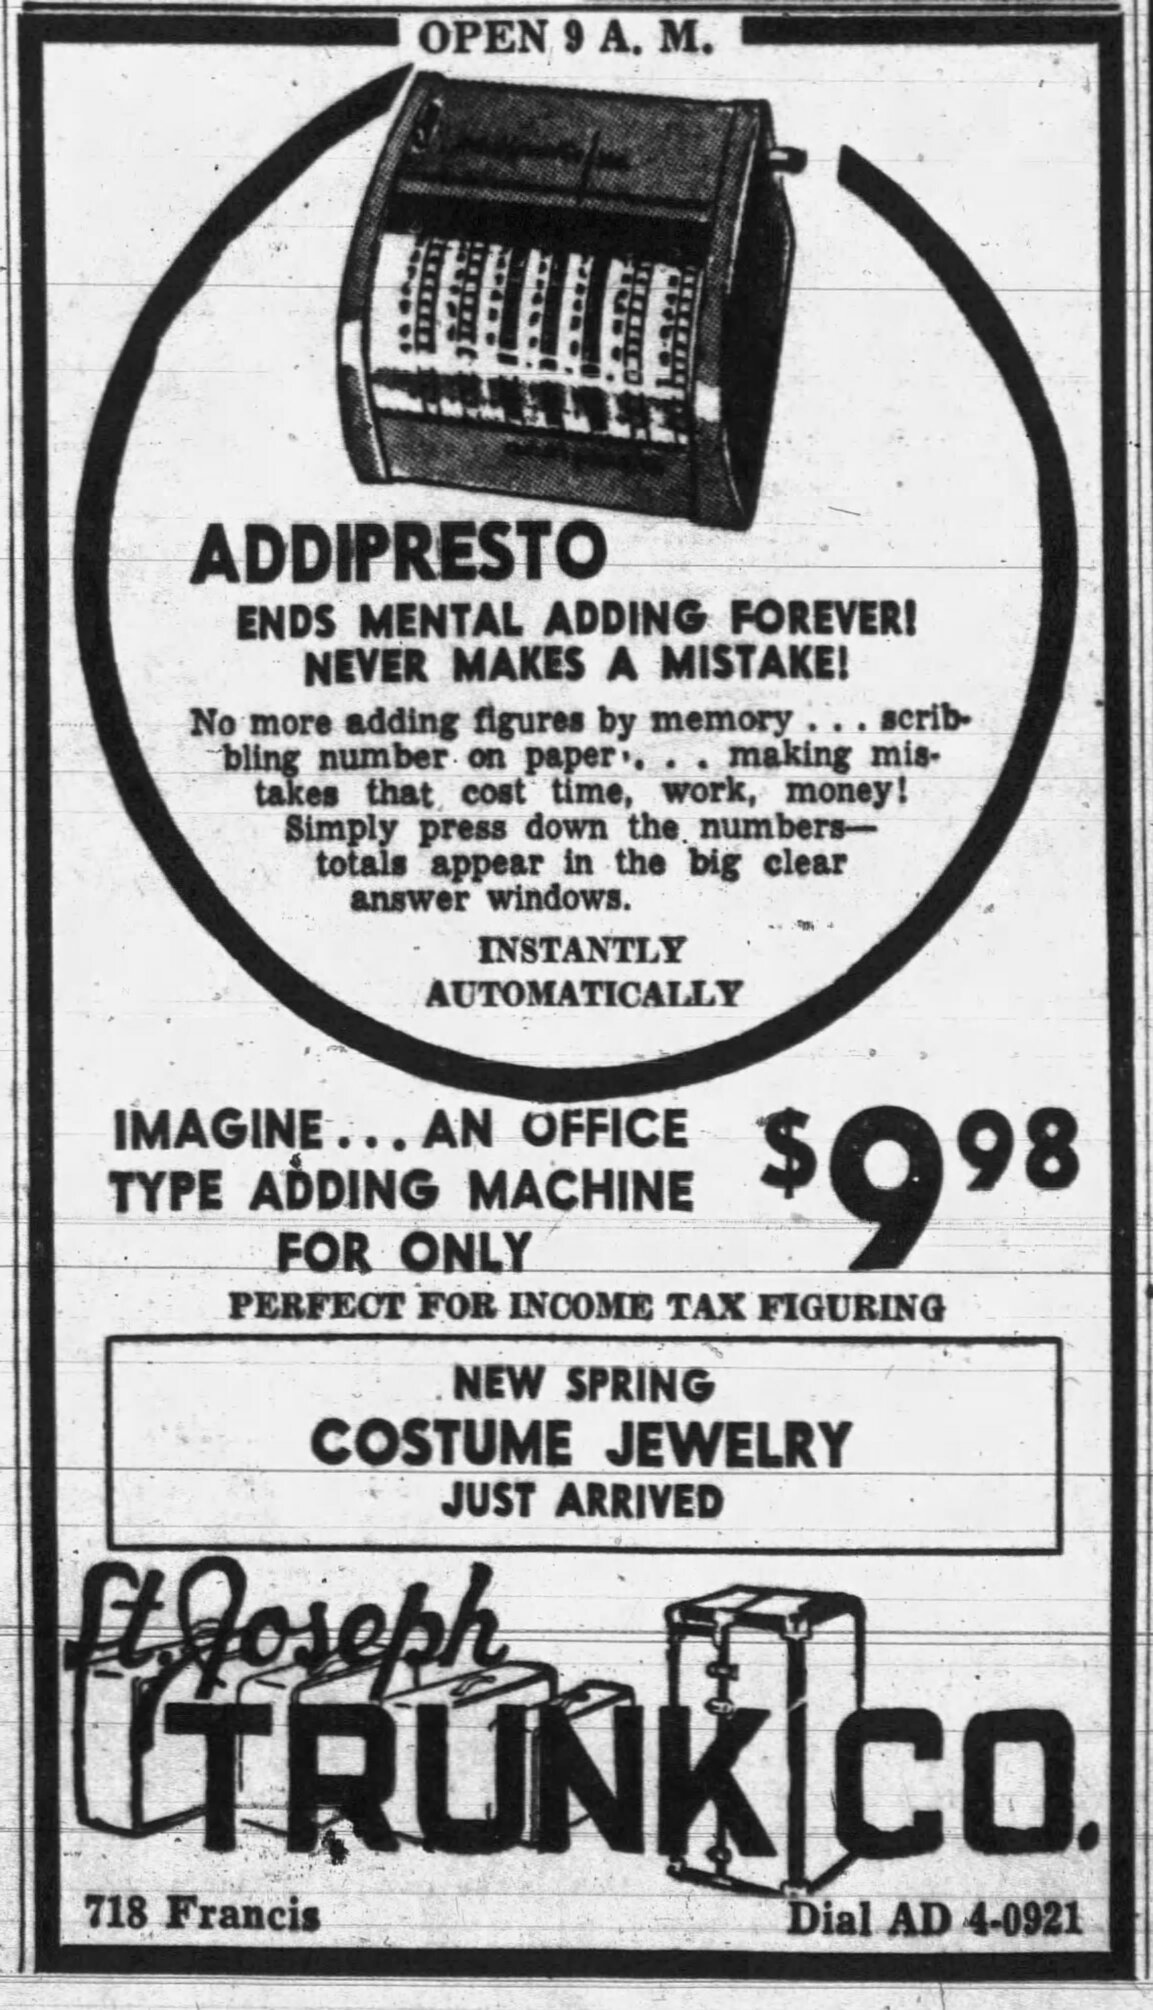 OPEN 9 A. M.
ADDIPRESTO
ENDS MENTAL ADDING FOREVER!
NEVER MAKES A MISTAKE!
No more adding figures by memory . . . scrib-
bling number on paper . . . making mis-
takes that cost time, work, money!
Simply press down the numbers—
totals appear in the big clear
answer windows.
INSTANTLY
AUTOMATICALLY
IMAGINE... AN OFFICE
TYPE ADDING MACHINE
FOR ONLY
$9 98
PERFECT FOR INCOME TAX FIGURING
NEW SPRING
COSTUME JEWELRY
JUST ARRIVED
St. Joseph
TRUNK CO.
718 Francis
Dial AD 4-0921